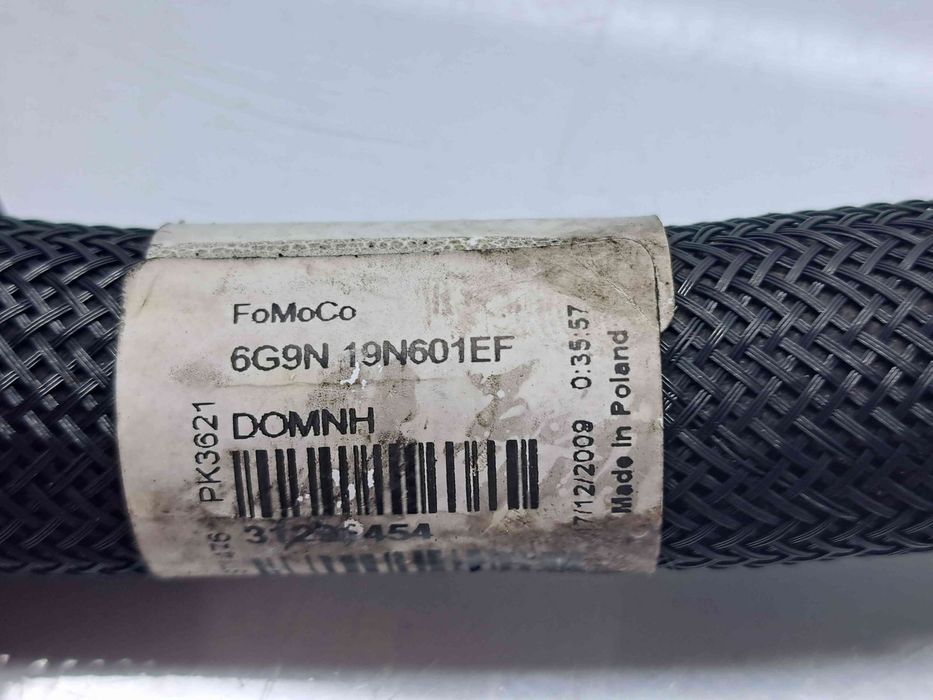 FoMoCo
6G9N 19N601EF
DOMNH
PK3621
7/12/2009 0:35:57
Made in Poland